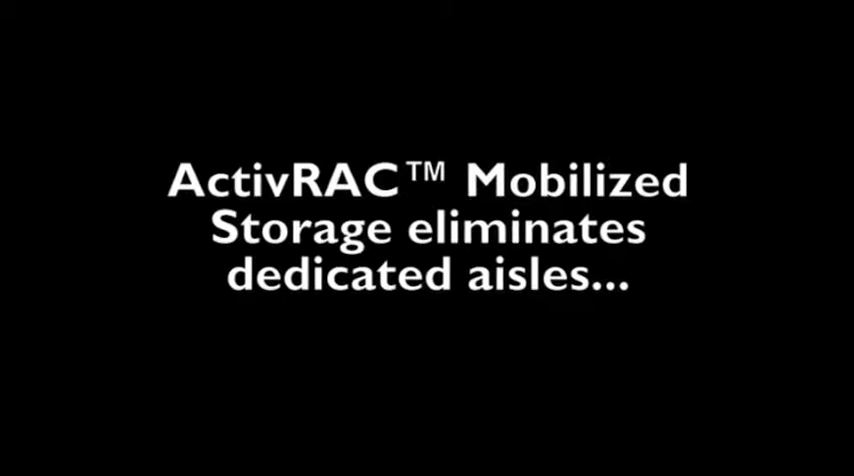 ActivRAC™ Mobilized
Storage eliminates
dedicated aisles...